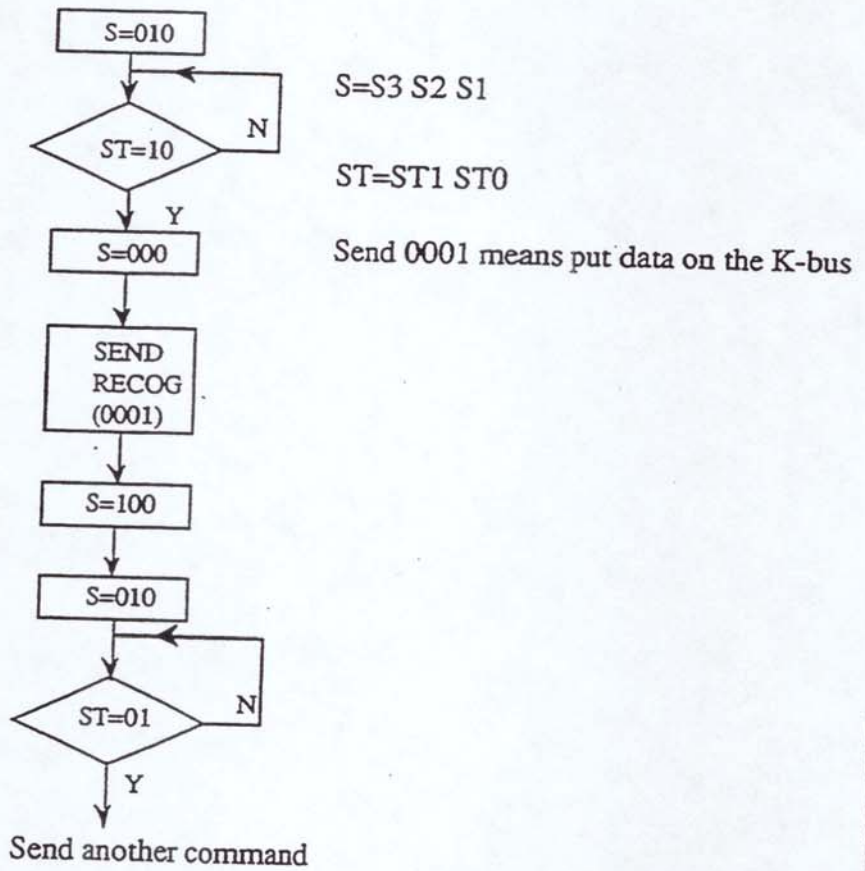 S=010
S=S3 S2 S1
N
ST=10
ST=ST1 ST0
Y
S=000
Send 0001 means put data on the K-bus
SEND
RECOG
(0001)
S=100
S=010
N
ST=01
Y
Send another command